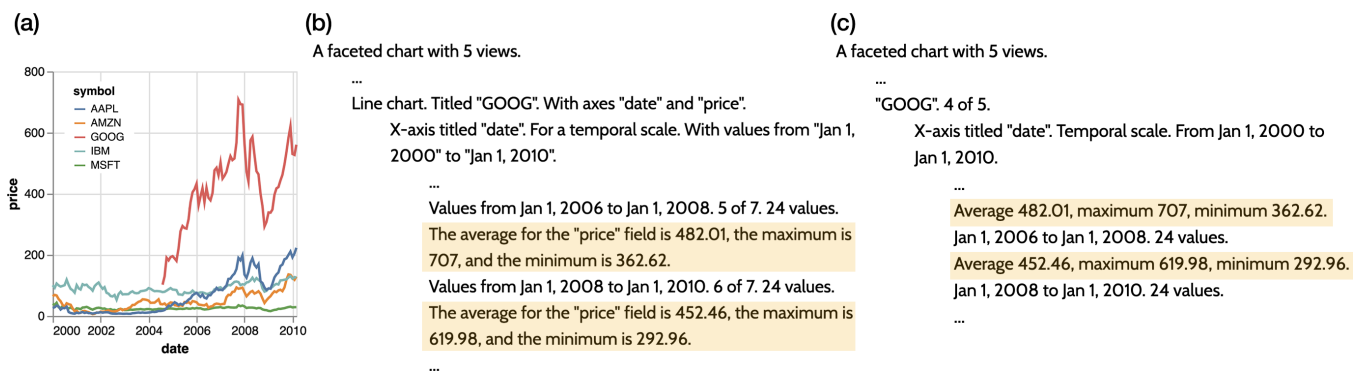 (a)
800
600
400
200
0
price
symbol
AAPL
AMZN
GOOG
IBM
MSFT
2000 2002 2004 2006 2008 2010
date
(b)
A faceted chart with 5 views.
...
Line chart. Titled "GOOG". With axes "date" and "price".
X-axis titled "date". For a temporal scale. With values from "Jan 1,
2000" to "Jan 1, 2010".
...
Values from Jan 1, 2006 to Jan 1, 2008. 5 of 7. 24 values.
The average for the "price" field is 482.01, the maximum is
707, and the minimum is 362.62.
Values from Jan 1, 2008 to Jan 1, 2010. 6 of 7. 24 values.
The average for the "price" field is 452.46, the maximum is
619.98, and the minimum is 292.96.
...
(c)
A faceted chart with 5 views.
...
"GOOG". 4 of 5.
X-axis titled "date". Temporal scale. From Jan 1, 2000 to
Jan 1, 2010.
...
Average 482.01, maximum 707, minimum 362.62.
Jan 1, 2006 to Jan 1, 2008. 24 values.
Average 452.46, maximum 619.98, minimum 292.96.
Jan 1, 2008 to Jan 1, 2010. 24 values.
...